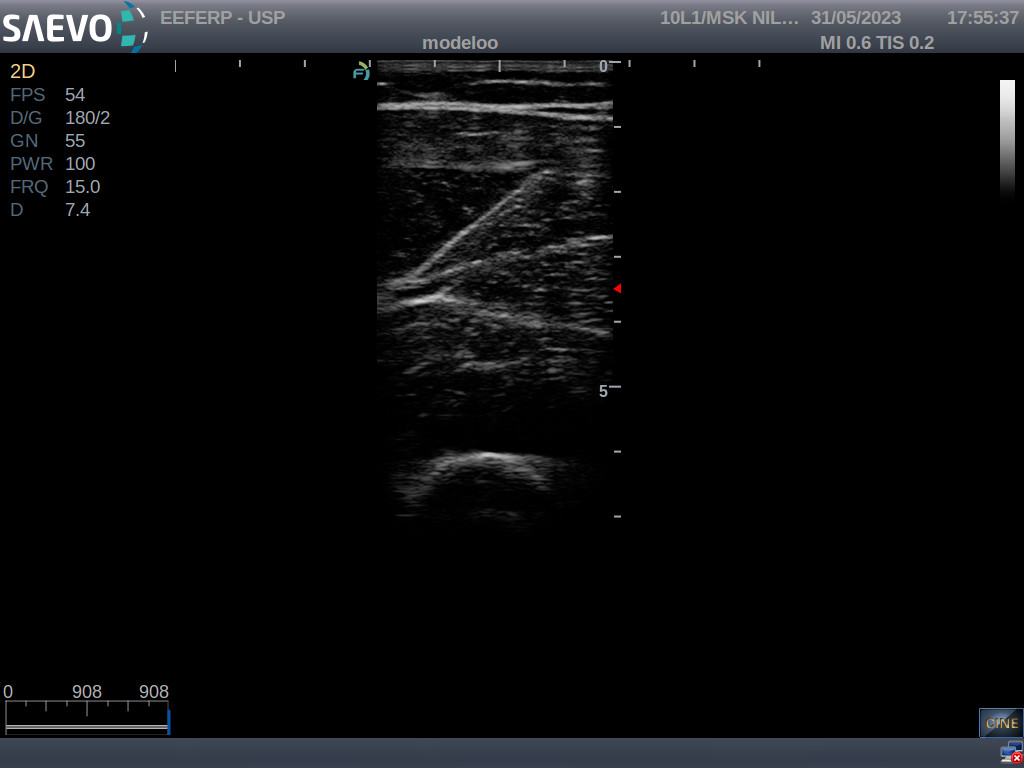 SAEVO EEFERP - USP 10L1/MSK NIL... 31/05/2023 17:55:37
modeloo MI 0.6 TIS 0.2
2D
FPS 54
D/G 180/2
GN 55
PWR 100
FRQ 15.0
D 7.4
0
5
0 908 908
CINE